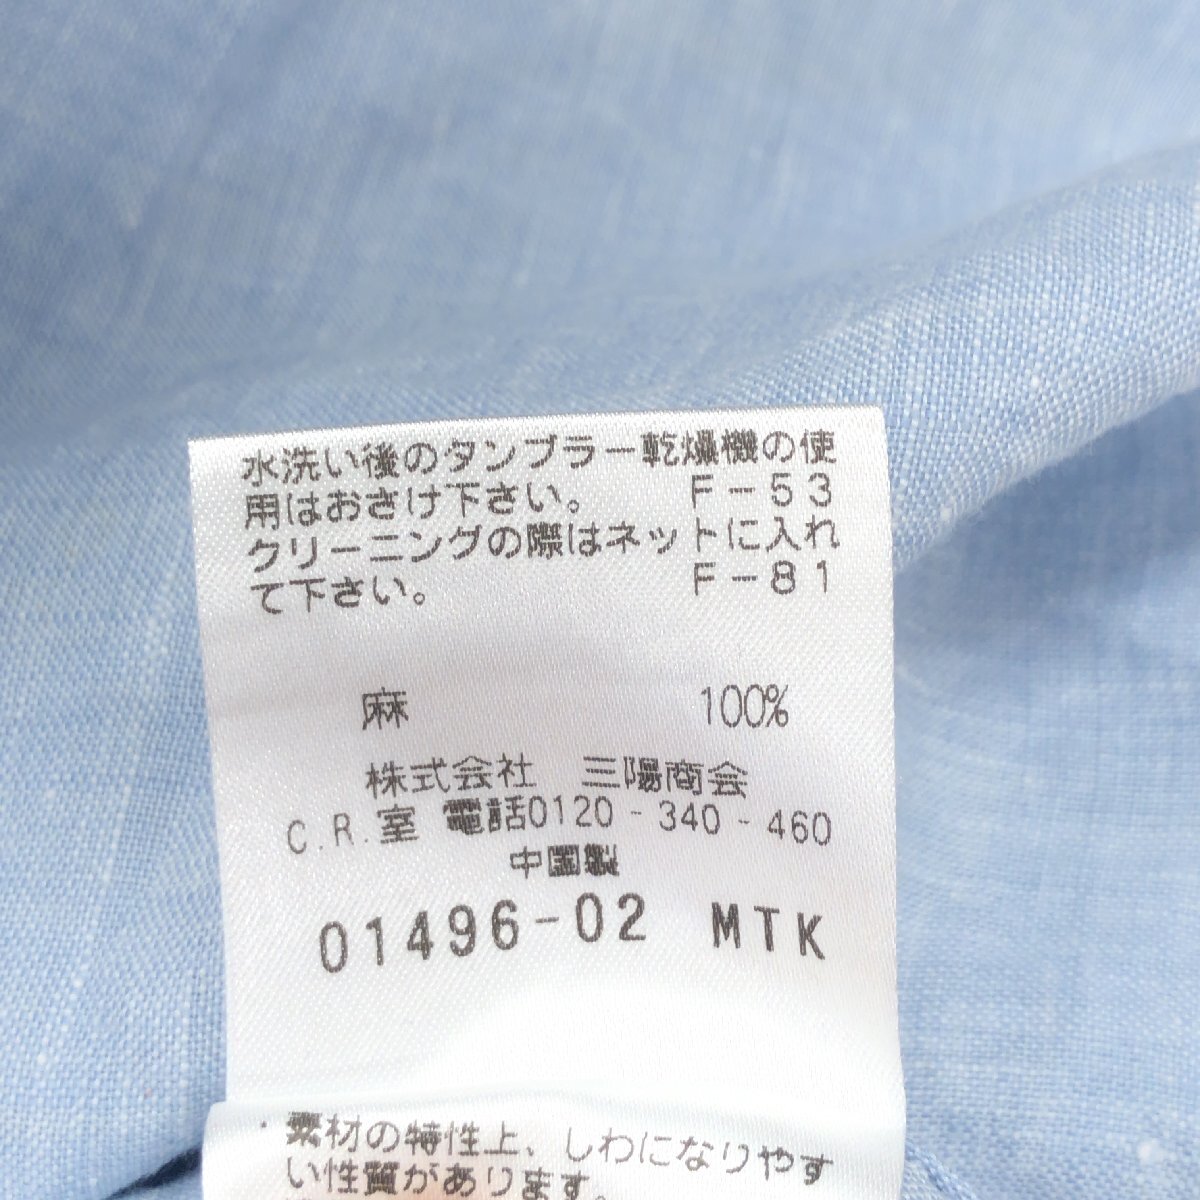 水洗い後のタンブラー乾燥機の使
用はおさけ下さい。 F-53
クリーニングの際はネットに入れ
て下さい。 F-81
麻 100%
株式会社 三陽商会
C.R.室 電話0120-340-460
中国製
01496-02 MTK
・素材の特性上、しわになりやす
い性質があります。